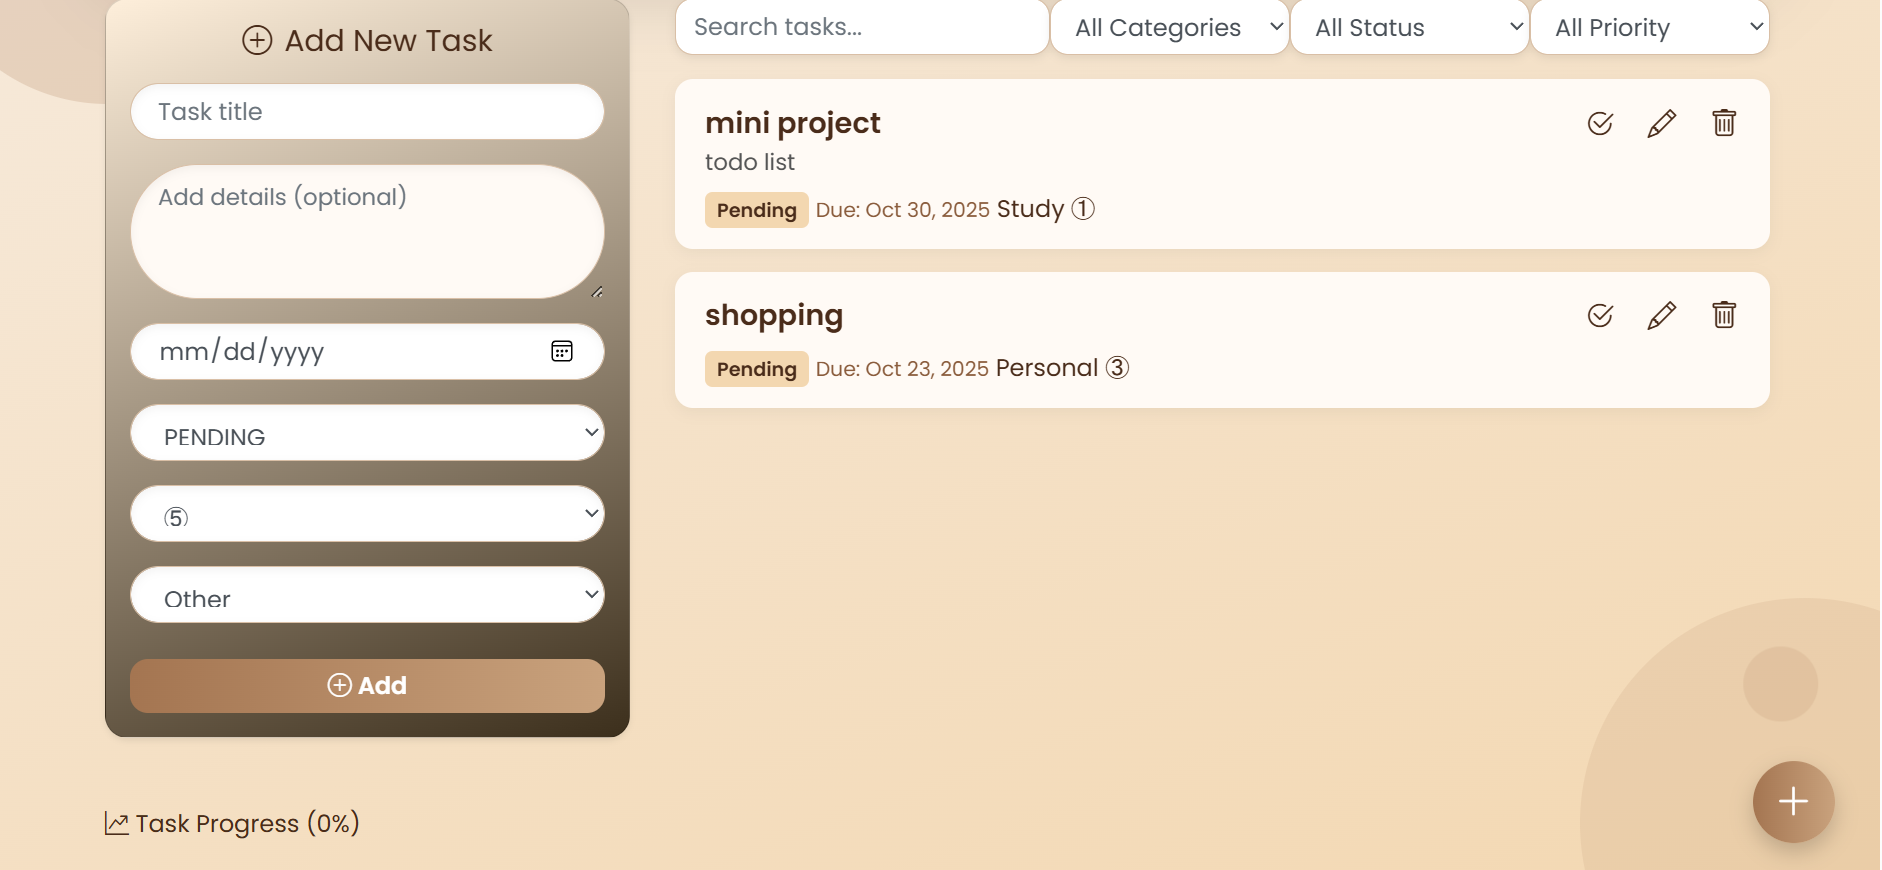 Add New Task
Task title
Add details (optional)
mm/dd/yyyy
PENDING
⑤
Other
Add
Task Progress (0%)
Search tasks... All Categories All Status All Priority
mini project
todo list
Pending Due: Oct 30, 2025 Study ①
shopping
Pending Due: Oct 23, 2025 Personal ③